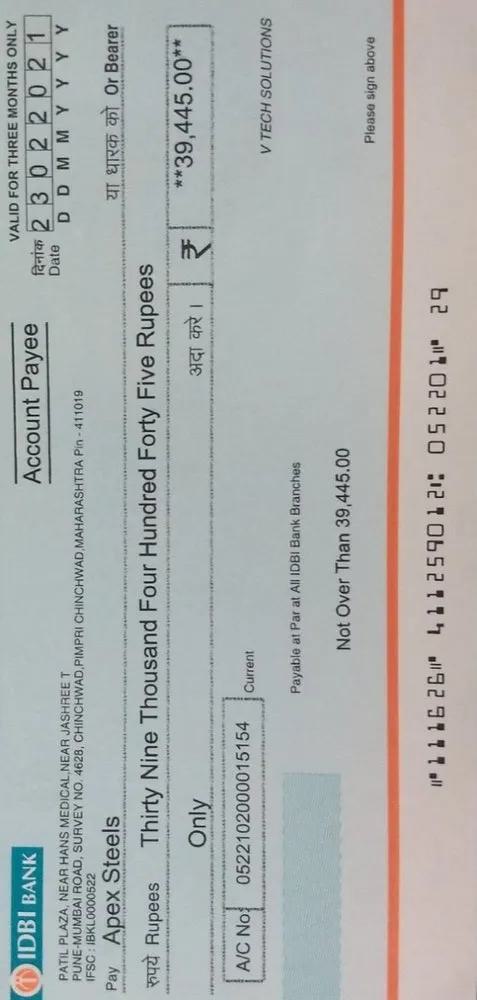 IDBI BANK
Account Payee
VALID FOR THREE MONTHS ONLY
दिनांक 2 3 0 2 2 0 2 1
Date D D M M Y Y Y Y
PATIL PLAZA, NEAR HANS MEDICAL,NEAR JASHREE T
PUNE-MUMBAI ROAD, SURVEY NO. 4628, CHINCHWAD,PIMPRI CHINCHWAD,MAHARASHTRA Pin - 411019
IFSC : IBKL0000522
Pay Apex Steels या धारक को Or Bearer
रुपये Rupees Thirty Nine Thousand Four Hundred Forty Five Rupees
Only अदा करे । ₹ **39,445.00**
A/C No: 0522102000015154 Current
V TECH SOLUTIONS
Payable at Par at All IDBI Bank Branches
Not Over Than 39,445.00
Please sign above
⑈111626⑈ 411259012⑆ 052201⑈ 29